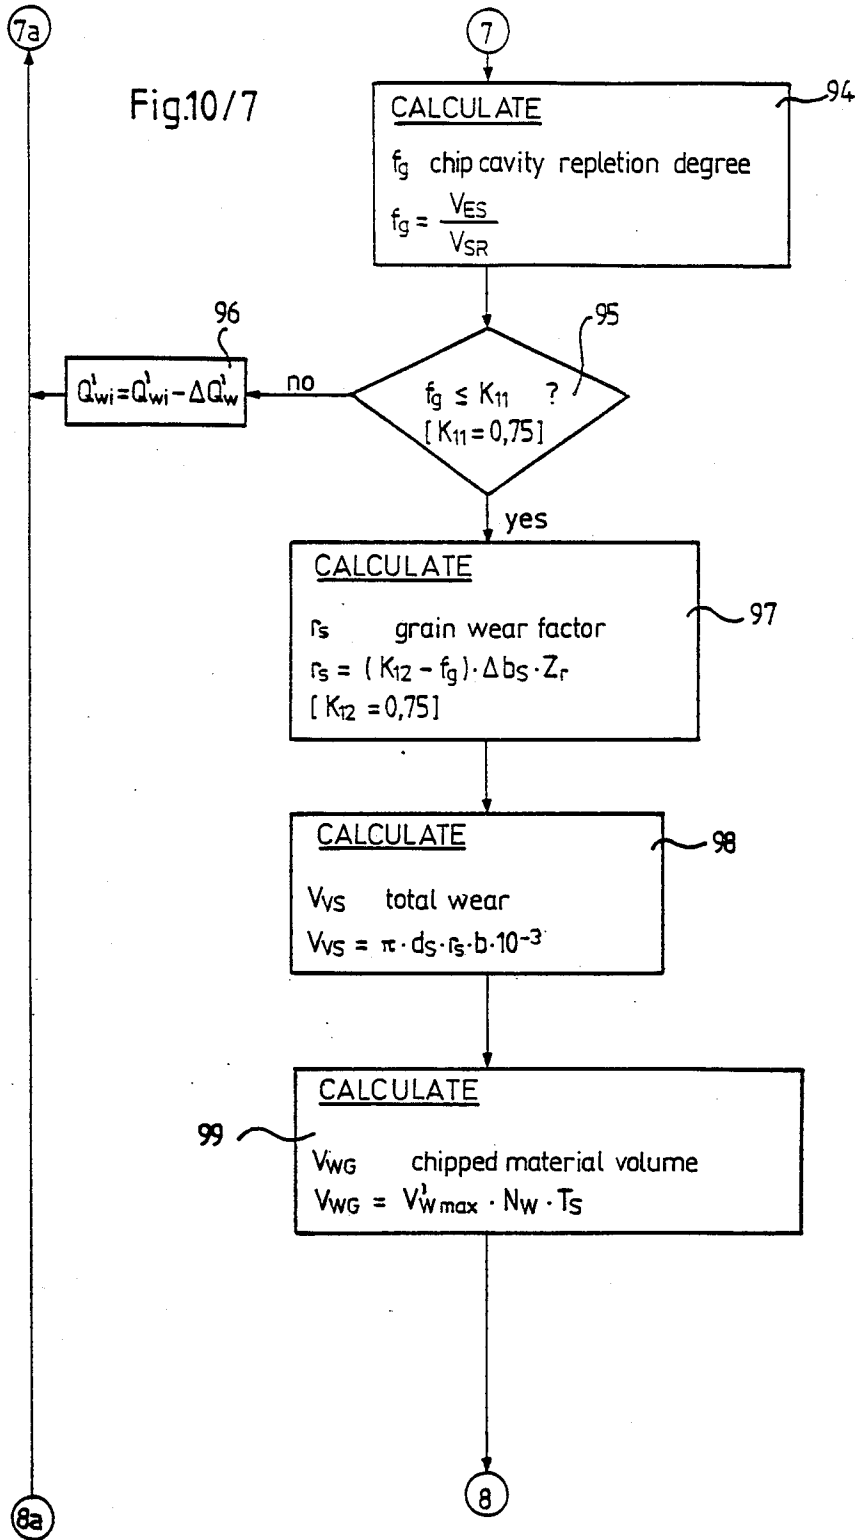 7a
7
Fig.10/7
94
CALCULATE
fg chip cavity repletion degree
fg = VES / VSR
96
95
Q'wi = Q'wi - ΔQ'w
no
fg ≤ K11 ?
[K11 = 0,75]
yes
CALCULATE
97
rs grain wear factor
rs = (K12 - fg) · ΔbS · Zr
[K12 = 0,75]
CALCULATE
98
VVS total wear
VVS = π · dS · rs · b · 10⁻³
CALCULATE
99
VWG chipped material volume
VWG = V'Wmax · NW · TS
8
8a